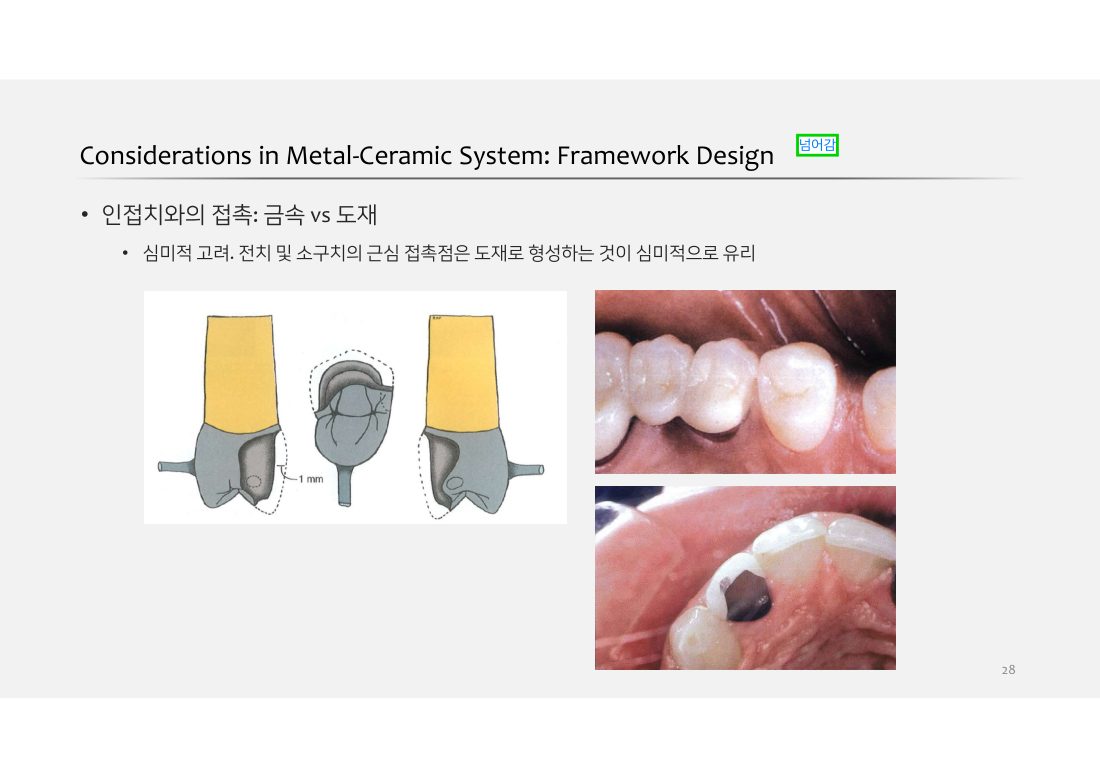 Considerations in Metal-Ceramic System: Framework Design
넘어감
• 인접치와의 접촉: 금속 vs 도재
• 심미적 고려. 전치 및 소구치의 근심 접촉점은 도재로 형성하는 것이 심미적으로 유리
1 mm
28